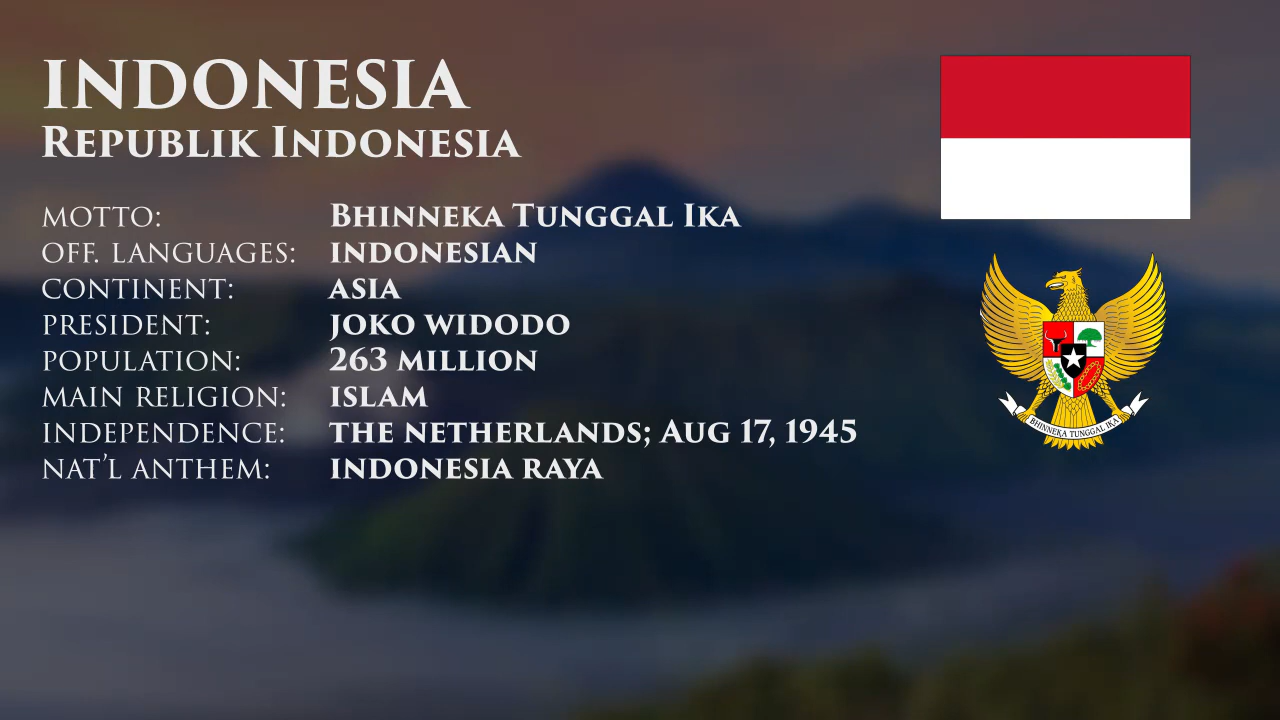 INDONESIA
REPUBLIK INDONESIA
MOTTO: BHINNEKA TUNGGAL IKA
OFF. LANGUAGES: INDONESIAN
CONTINENT: ASIA
PRESIDENT: JOKO WIDODO
POPULATION: 263 MILLION
MAIN RELIGION: ISLAM
INDEPENDENCE: THE NETHERLANDS; AUG 17, 1945
NAT'L ANTHEM: INDONESIA RAYA
BHINNEKA TUNGGAL IKA